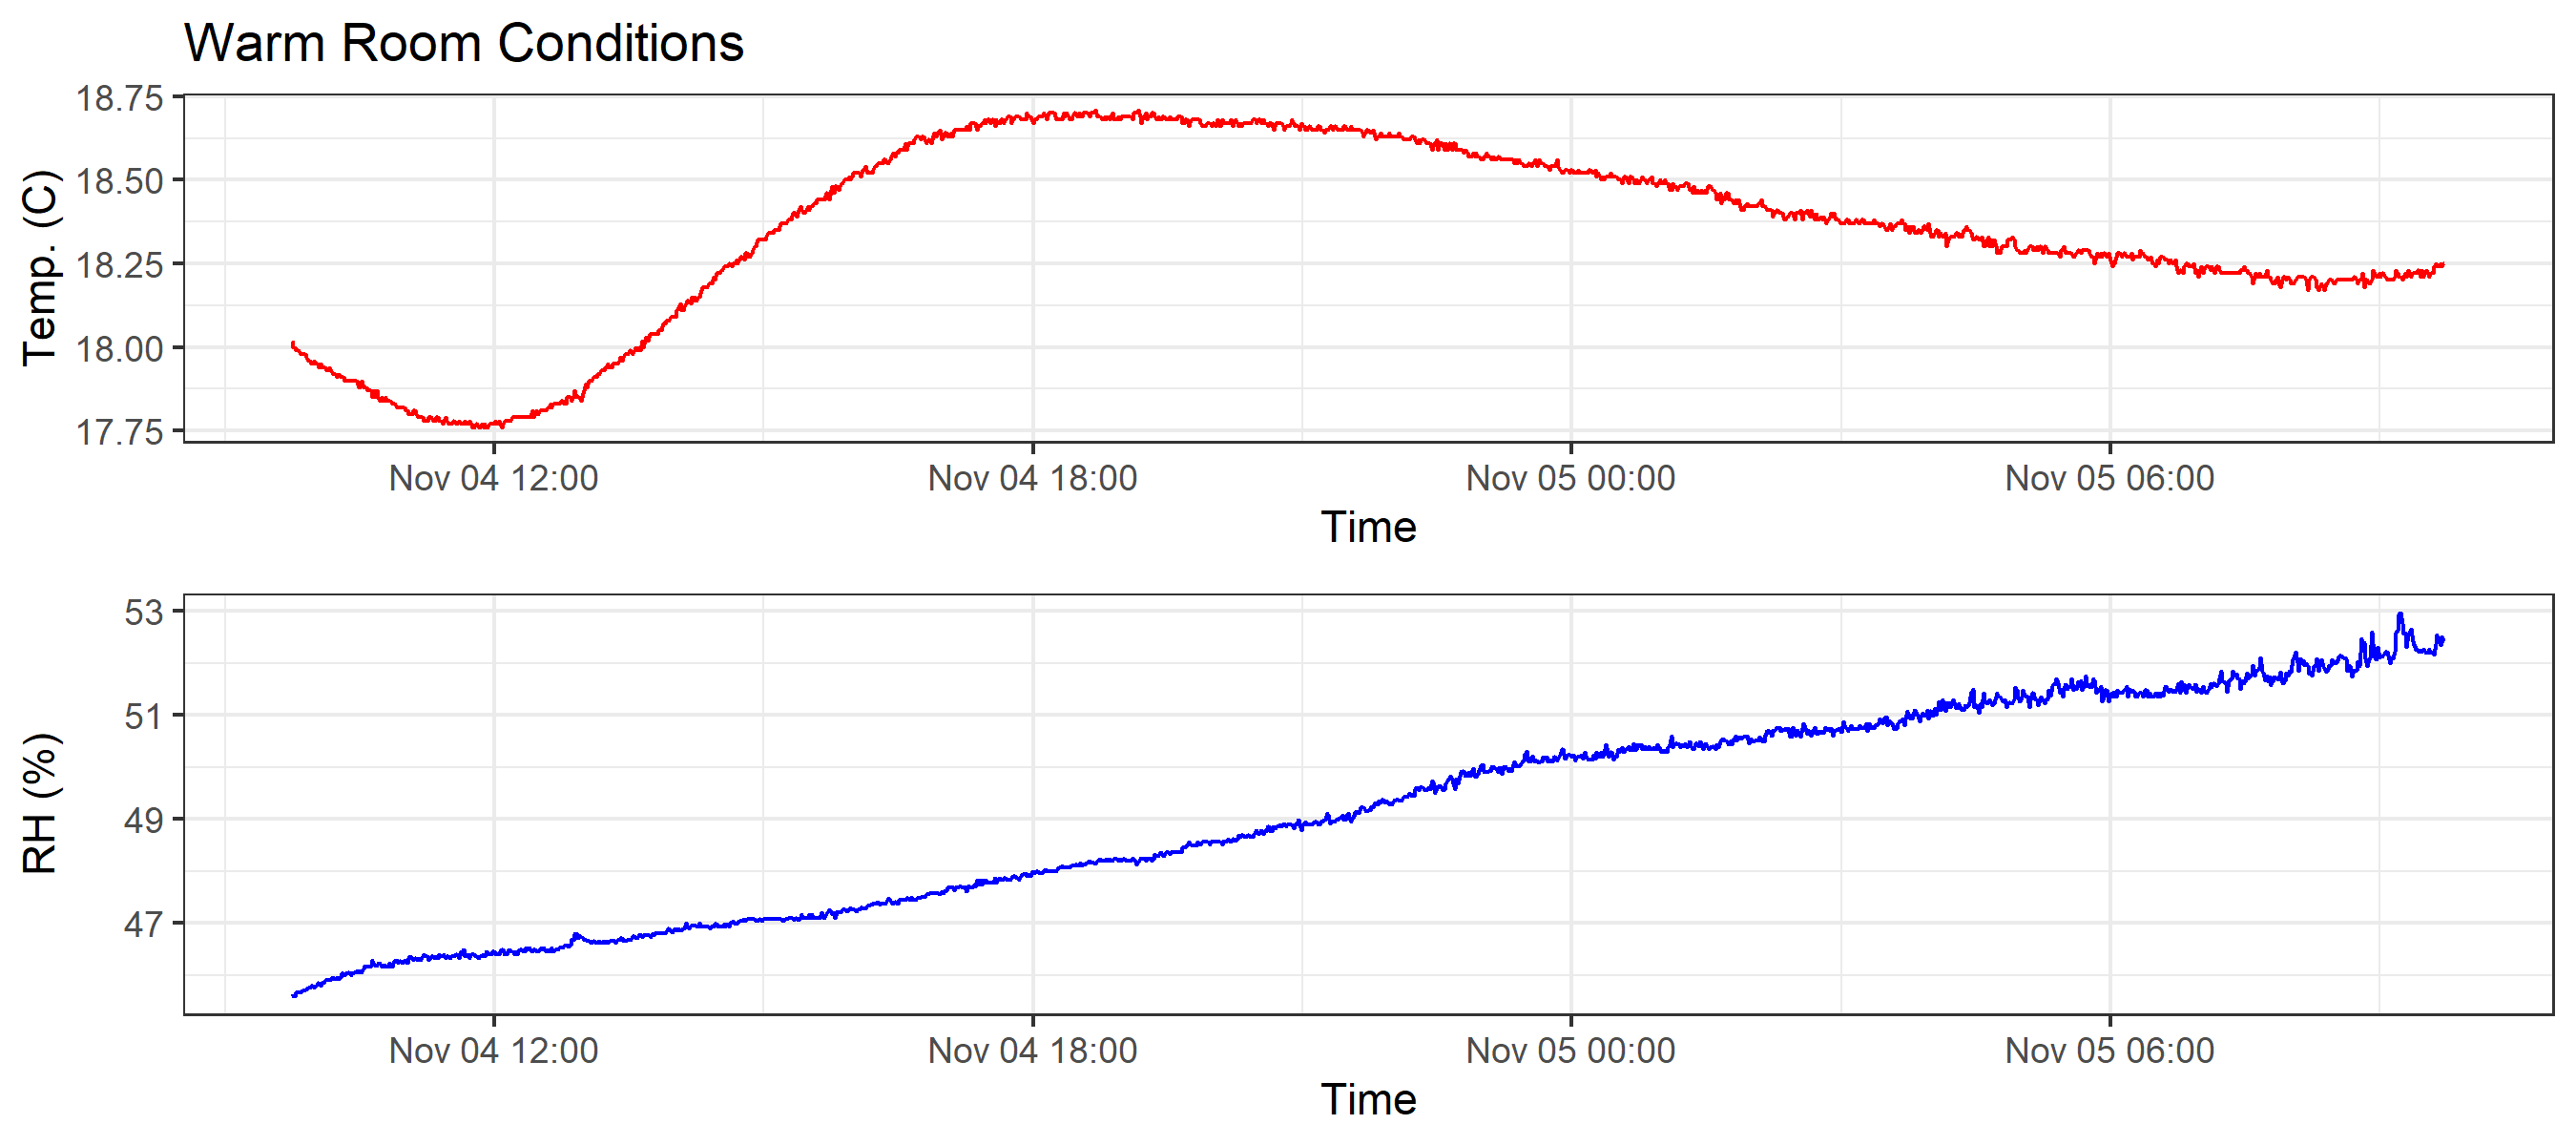 Warm Room Conditions
Temp. (C)
18.75
18.50
18.25
18.00
17.75
Nov 04 12:00 Nov 04 18:00 Nov 05 00:00 Nov 05 06:00
Time
RH (%)
53
51
49
47
Nov 04 12:00 Nov 04 18:00 Nov 05 00:00 Nov 05 06:00
Time